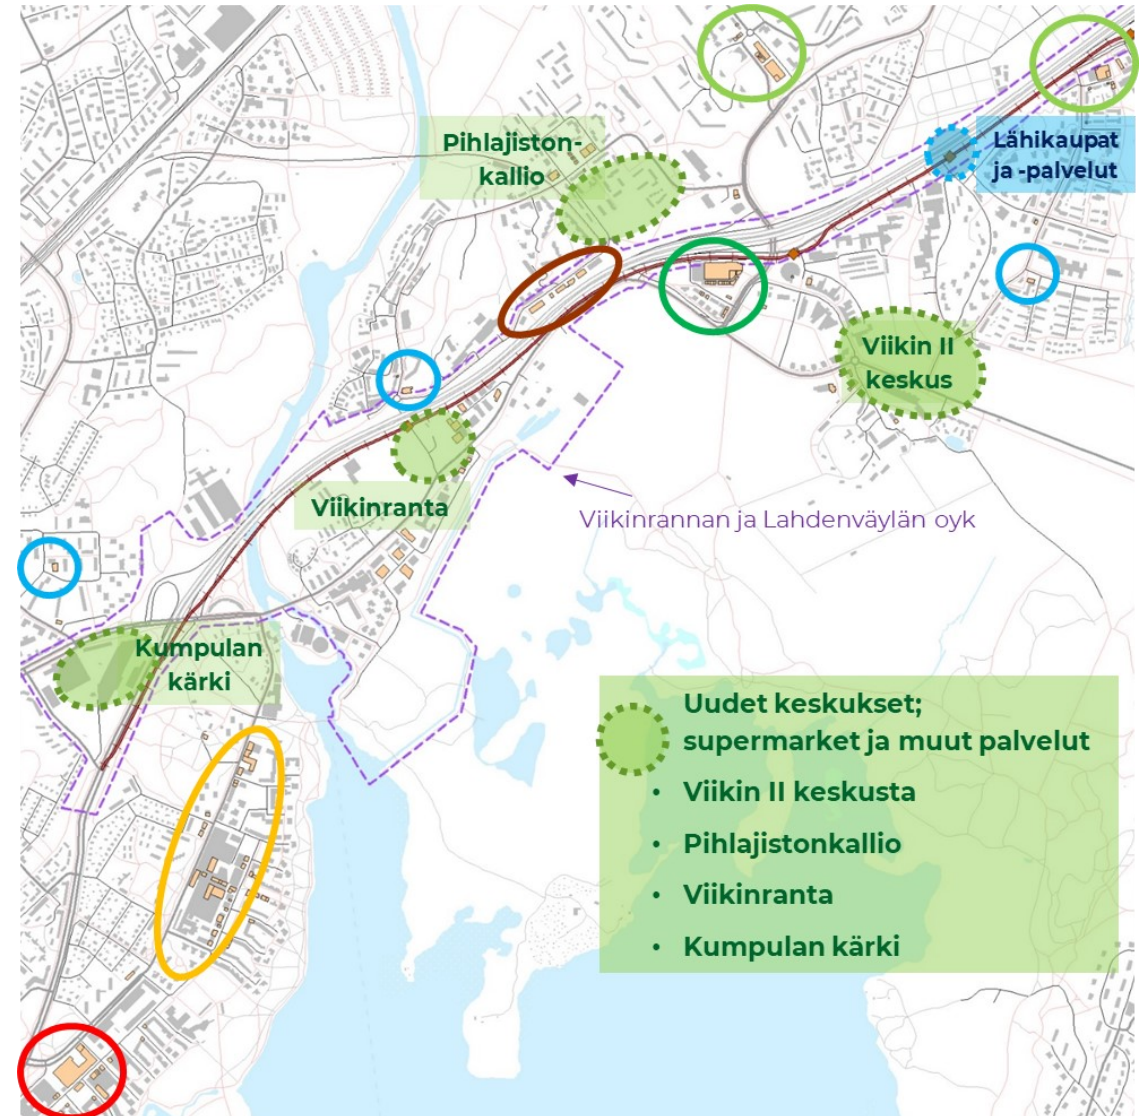 Pihlajiston-
kallio
Lähikaupat
ja -palvelut
Viikin II
keskus
Viikinranta
Viikinrannan ja Lahdenväylän oyk
Kumpulan
kärki
Uudet keskukset;
supermarket ja muut palvelut
• Viikin II keskusta
• Pihlajistonkallio
• Viikinranta
• Kumpulan kärki